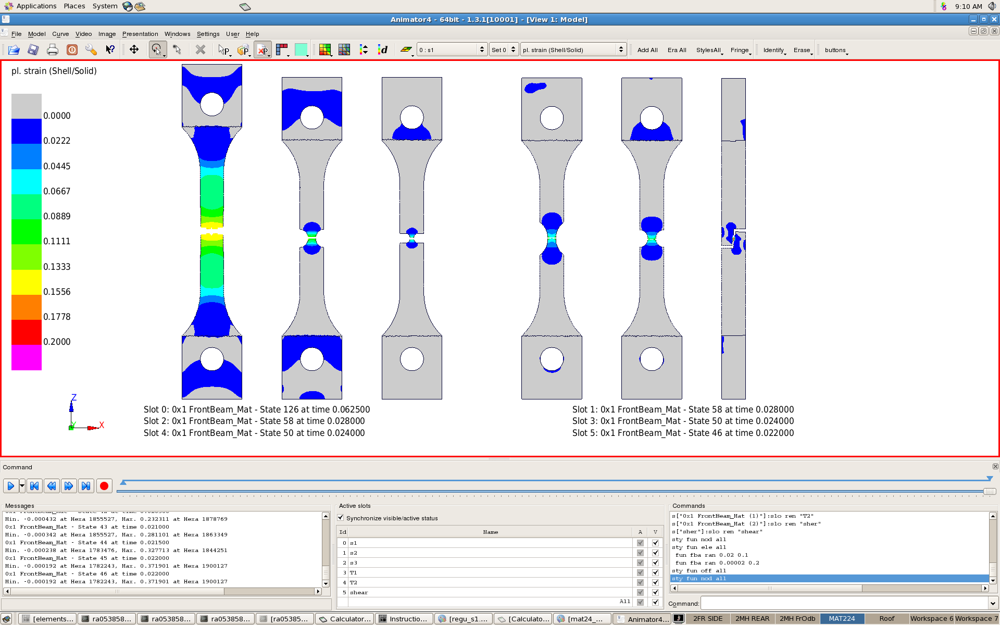 Applications Places System 9:10 AM
Animator4 - 64bit - 1.3.1[10001] - [View 1: Model]
File Model Curve Video Image Presentation Windows Settings User Help
0 : s1 Set 0 pl. strain (Shell/Solid) Add All Era All StylesAll Fringe Identify Erase buttons
pl. strain (Shell/Solid)
0.0000
0.0222
0.0445
0.0667
0.0889
0.1111
0.1333
0.1556
0.1778
0.2000
Z
Y
X
Slot 0: 0x1 FrontBeam_Mat - State 126 at time 0.062500
Slot 2: 0x1 FrontBeam_Mat - State 58 at time 0.028000
Slot 4: 0x1 FrontBeam_Mat - State 50 at time 0.024000
Slot 1: 0x1 FrontBeam_Mat - State 58 at time 0.028000
Slot 3: 0x1 FrontBeam_Mat - State 50 at time 0.024000
Slot 5: 0x1 FrontBeam_Mat - State 46 at time 0.022000
Command
Messages
Min. -0.000432 at Hexa 1855527, Max. 0.232311 at Hexa 1878769
0x1 FrontBeam_Mat - State 43 at time 0.021000
Min. -0.000342 at Hexa 1855527, Max. 0.281101 at Hexa 1863349
0x1 FrontBeam_Mat - State 44 at time 0.021500
Min. -0.000238 at Hexa 1783476, Max. 0.327713 at Hexa 1844251
0x1 FrontBeam_Mat - State 45 at time 0.022000
Min. -0.000192 at Hexa 1782243, Max. 0.371901 at Hexa 1900127
0x1 FrontBeam_Mat - State 46 at time 0.022000
Min. -0.000192 at Hexa 1782243, Max. 0.371901 at Hexa 1900127
Active slots
Synchronize visible/active status
Id Name A V
0 s1
1 s2
2 s3
3 T1
4 T2
5 shear
All
Commands
s["0x1 FrontBeam_Mat (1)"]:slo ren "T2"
s["0x1 FrontBeam_Mat (2)"]:slo ren "sher"
s["sher"]:slo ren "shear"
sty fun nod all
sty fun ele all
fun fba ran 0.02 0.1
fun fba ran 0.00002 0.2
sty fun off all
sty fun nod all
Command:
[elements... ra053858... ra053858... ra053858... [ra05385... Calculator... Instructio... [regu_s1.... [Calculato... [mat24_... Animator4... 2FR SIDE 2MH REAR 2MH FrOdb MAT224 Roof Workspace 6 Workspace 7